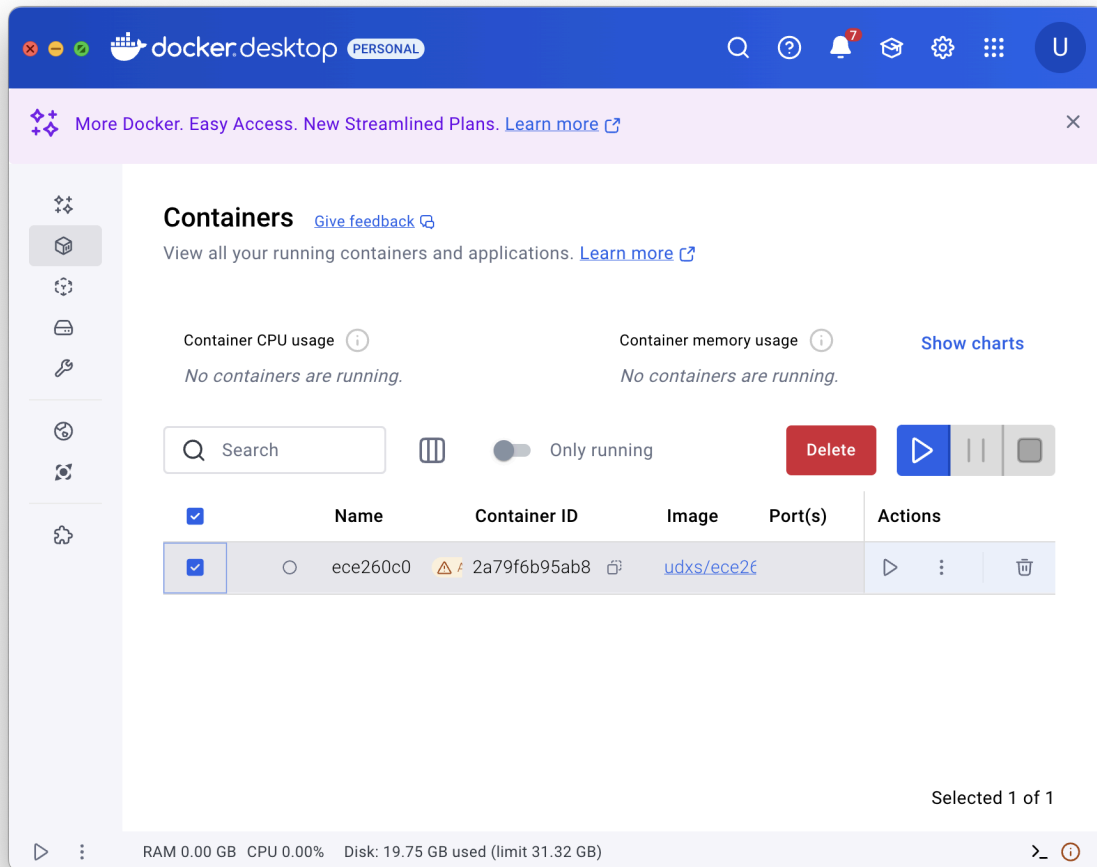 docker.desktop PERSONAL
7
U
More Docker. Easy Access. New Streamlined Plans. Learn more
Containers Give feedback
View all your running containers and applications. Learn more
Container CPU usage
Container memory usage
Show charts
No containers are running.
No containers are running.
Search
Only running
Delete
Name Container ID Image Port(s) Actions
ece260c0 2a79f6b95ab8 udxs/ece26
Selected 1 of 1
RAM 0.00 GB CPU 0.00% Disk: 19.75 GB used (limit 31.32 GB)